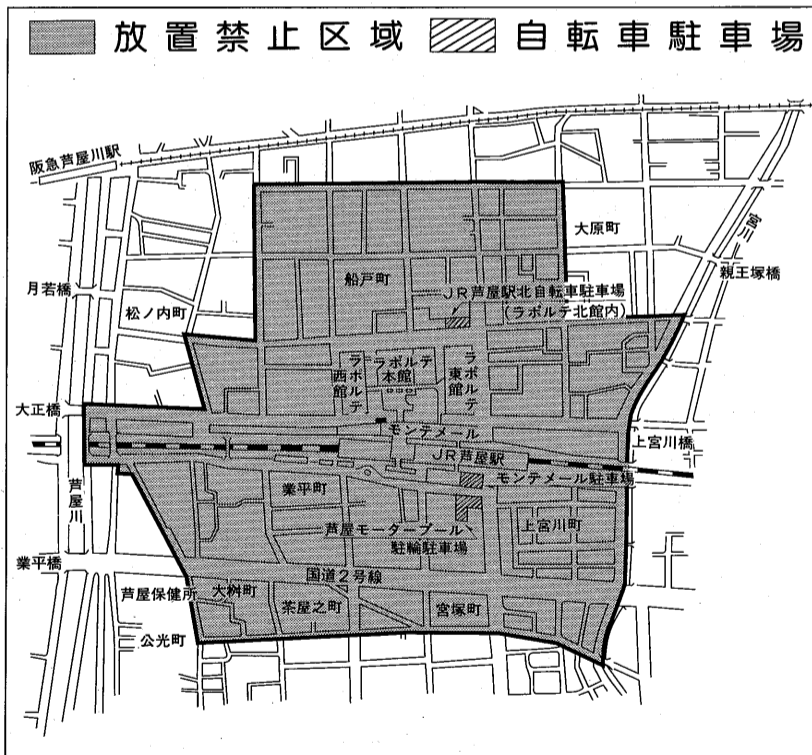 放置禁止区域 自転車駐車場
阪急芦屋川駅
宮川
大原町
親王塚橋
船戸町
月若橋
JR芦屋駅北自転車駐車場
(ラポルテ北館内)
松ノ内町
ラポルテ西館
ラポルテ本館
ラポルテ東館
大正橋
モンテメール
上宮川橋
JR芦屋駅
モンテメール駐車場
芦屋川
業平町
上宮川町
芦屋モータープール
駐輪駐車場
業平橋
国道2号線
芦屋保健所
大桝町
茶屋之町
宮塚町
公光町